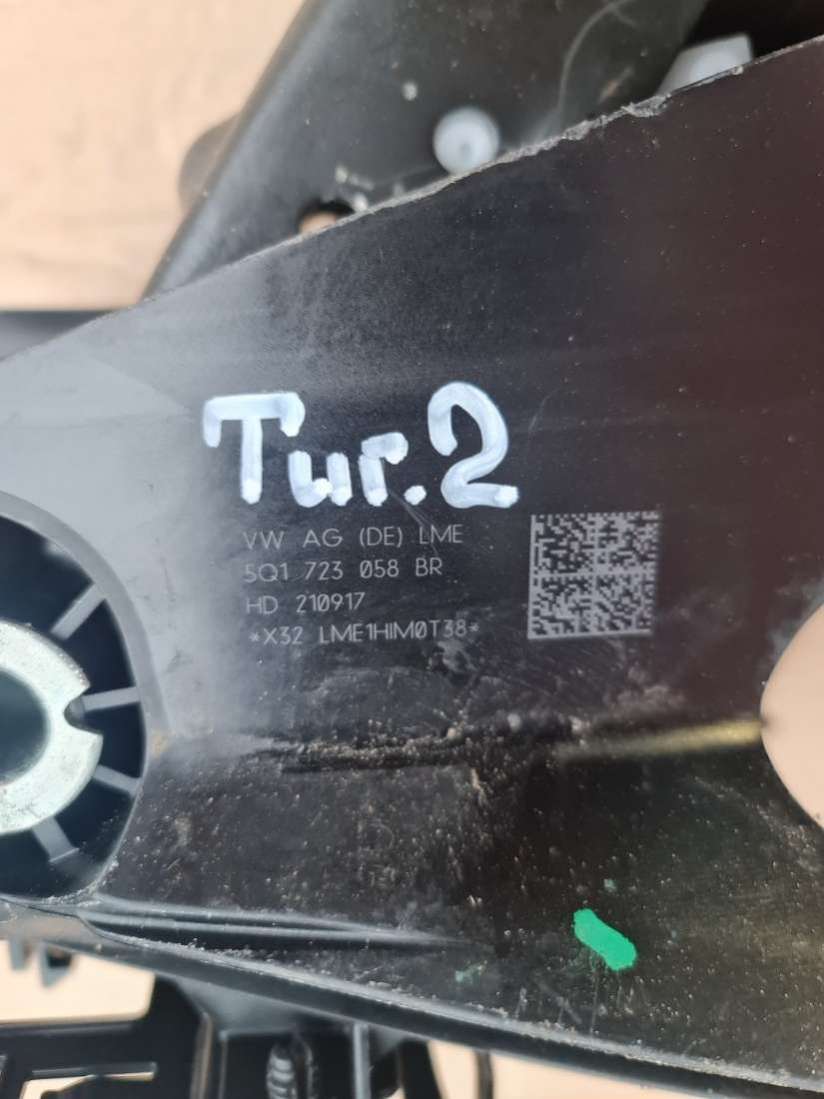 Tur.2
VW AG (DE) LME
5Q1 723 058 BR
HD 210917
*X32 LME1HIM0T38*